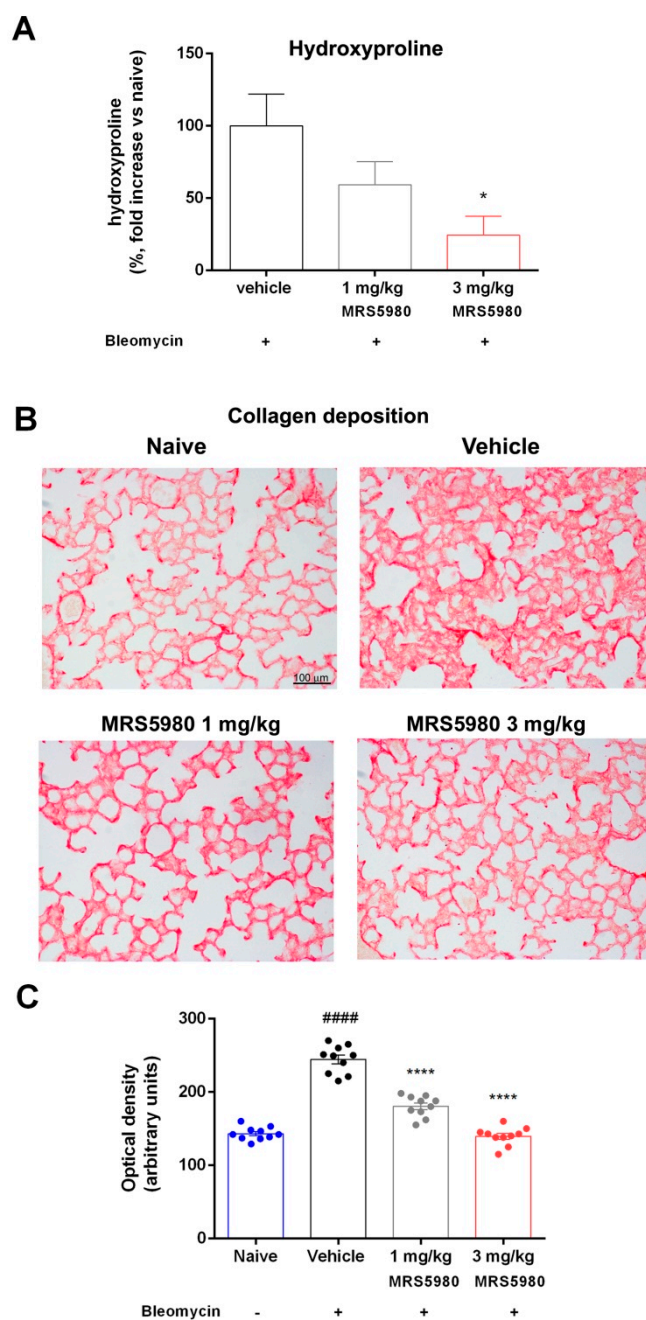 A
Hydroxyproline
hydroxyproline
(%, fold increase vs naive)
150
100
50
0
*
vehicle
1 mg/kg
MRS5980
3 mg/kg
MRS5980
Bleomycin + + +
B
Collagen deposition
Naive
Vehicle
100 µm
MRS5980 1 mg/kg
MRS5980 3 mg/kg
C
Optical density
(arbitrary units)
300
200
100
0
####
****
****
Naive
Vehicle
1 mg/kg
MRS5980
3 mg/kg
MRS5980
Bleomycin - + + +